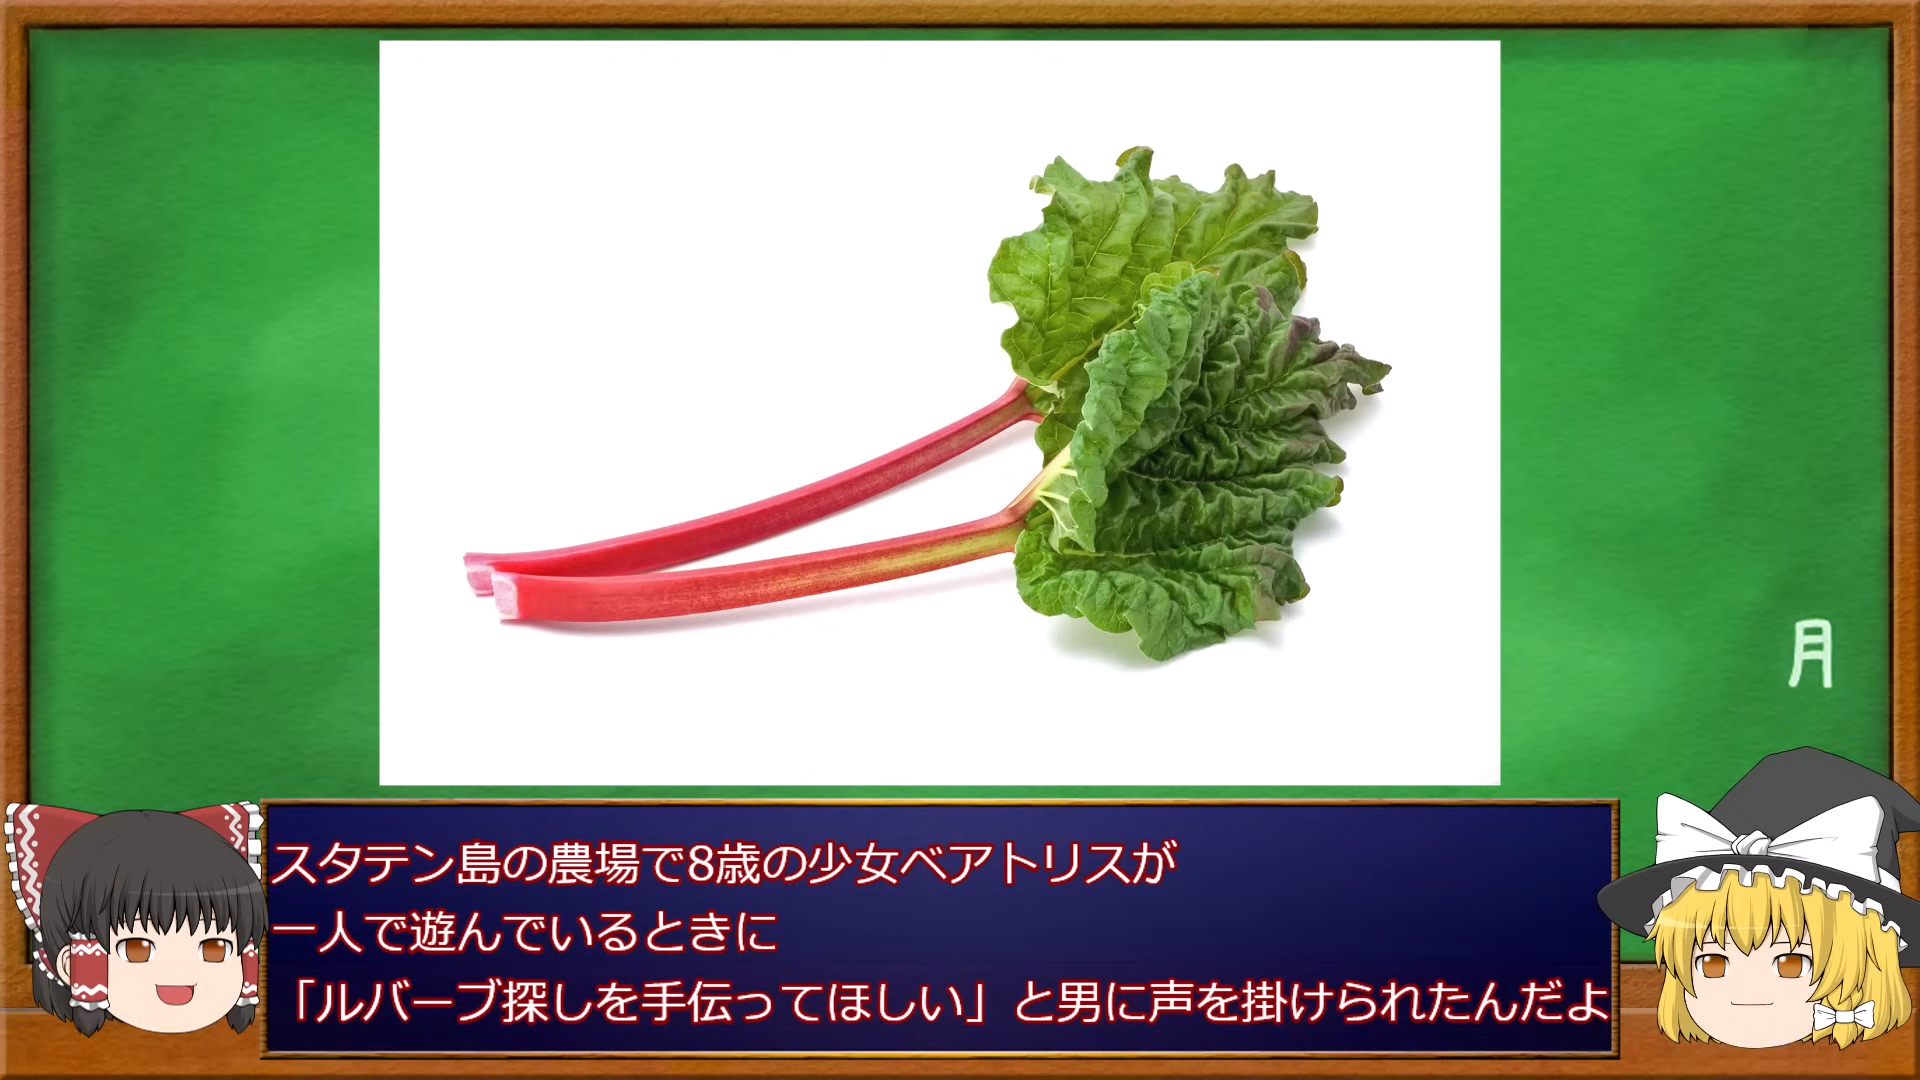 月
スタテン島の農場で8歳の少女ベアトリスが
一人で遊んでいるときに
「ルバーブ探しを手伝ってほしい」と男に声を掛けられたんだよ